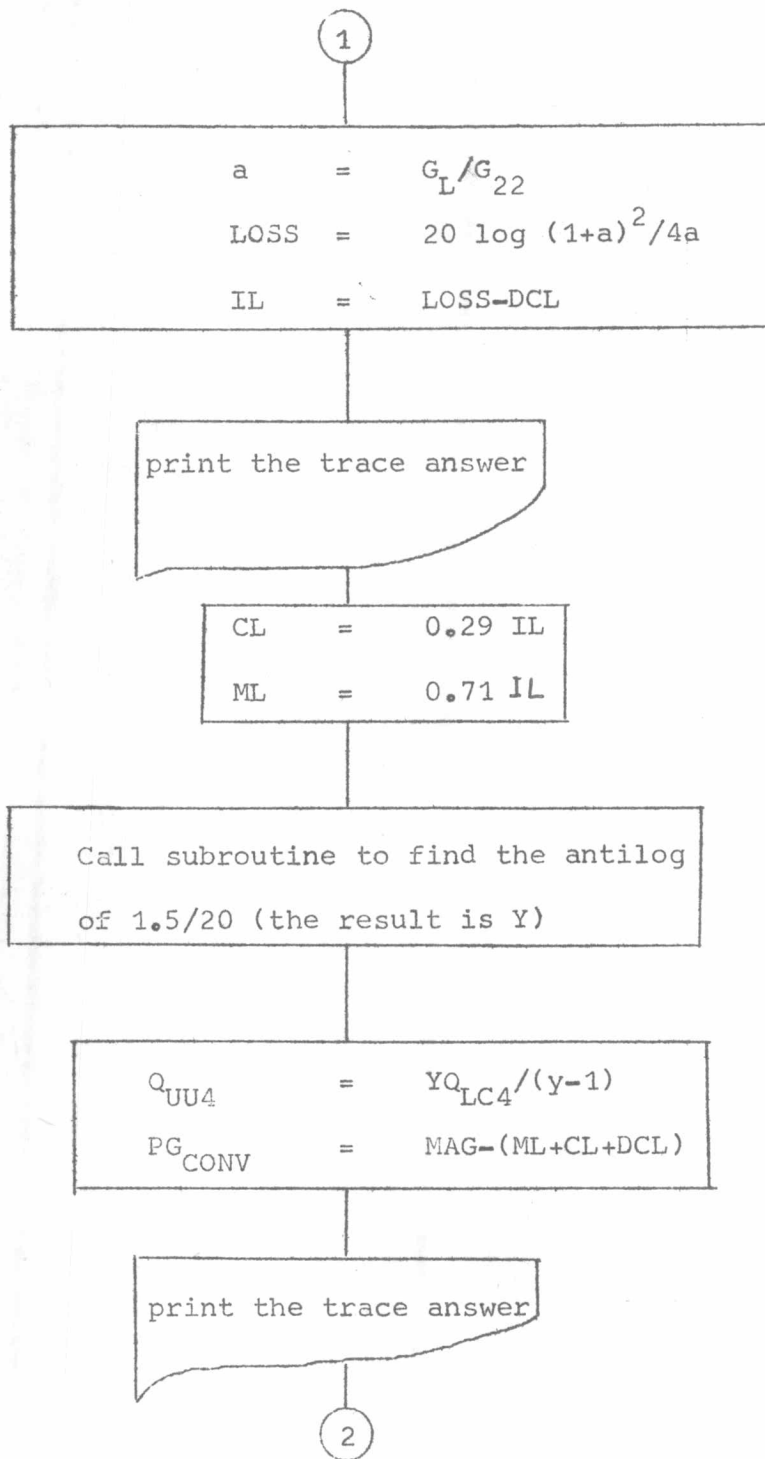 1
a = G_L/G_22
LOSS = 20 log (1+a)^2/4a
IL = LOSS-DCL
print the trace answer
CL = 0.29 IL
ML = 0.71 IL
Call subroutine to find the antilog
of 1.5/20 (the result is Y)
Q_UU4 = YQ_LC4/(y-1)
PG_CONV = MAG-(ML+CL+DCL)
print the trace answer
2